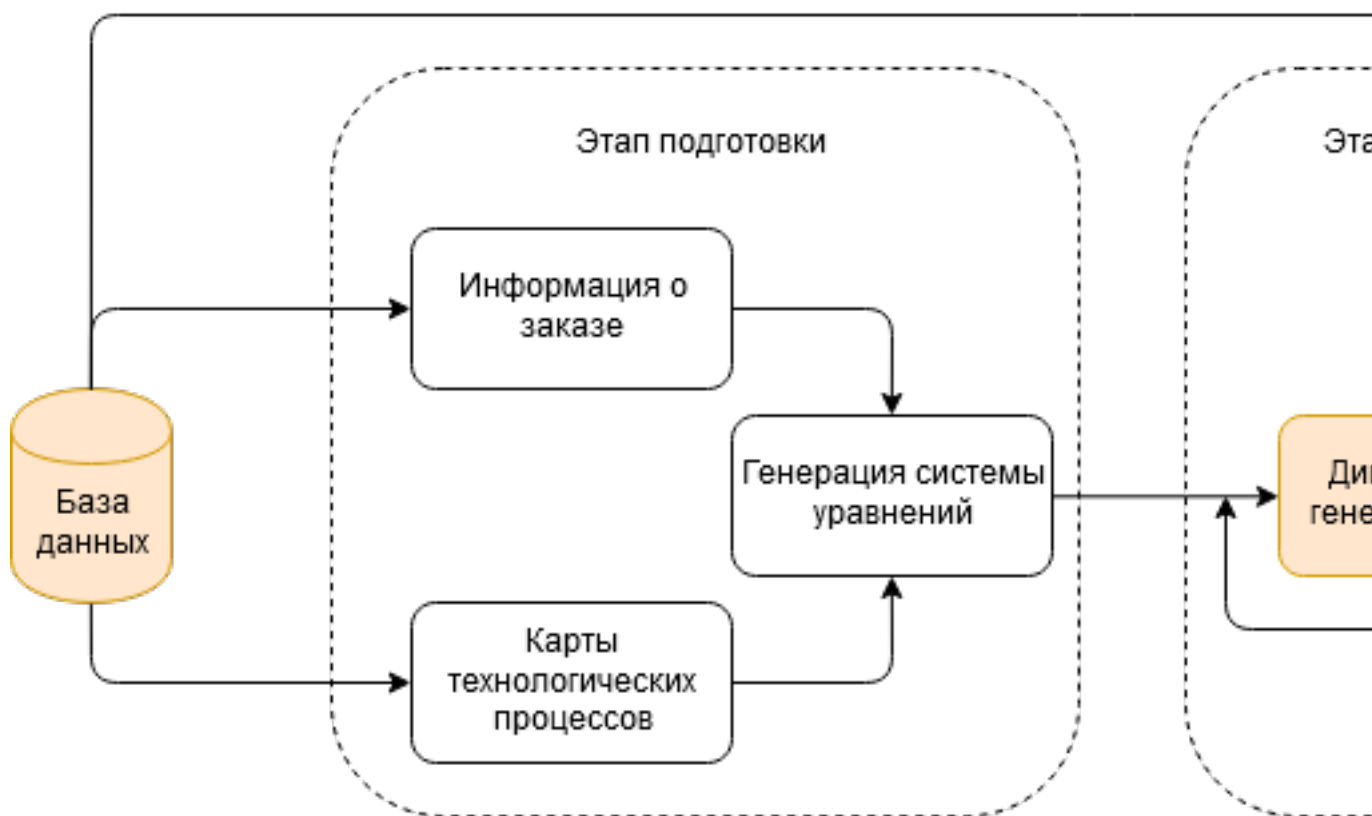 Этап подготовки
Информация о
заказе
База
данных
Генерация системы
уравнений
Карты
технологических
процессов